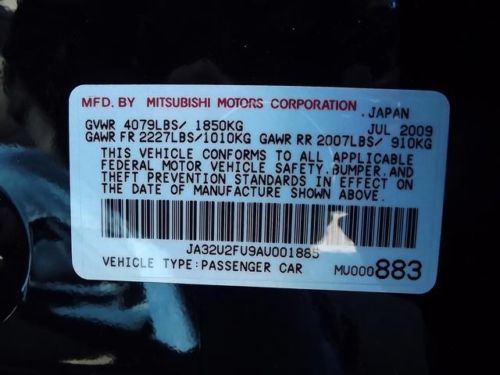 MFD. BY MITSUBISHI MOTORS CORPORATION. JAPAN
GVWR 4079LBS/ 1850KG JUL 2009
GAWR FR 2227LBS/1010KG GAWR RR 2007LBS/ 910KG
THIS VEHICLE CONFORMS TO ALL APPLICABLE
FEDERAL MOTOR VEHICLE SAFETY, BUMPER, AND
THEFT PREVENTION STANDARDS IN EFFECT ON
THE DATE OF MANUFACTURE SHOWN ABOVE.
JA32U2FU9AU001885
VEHICLE TYPE:PASSENGER CAR MU000883